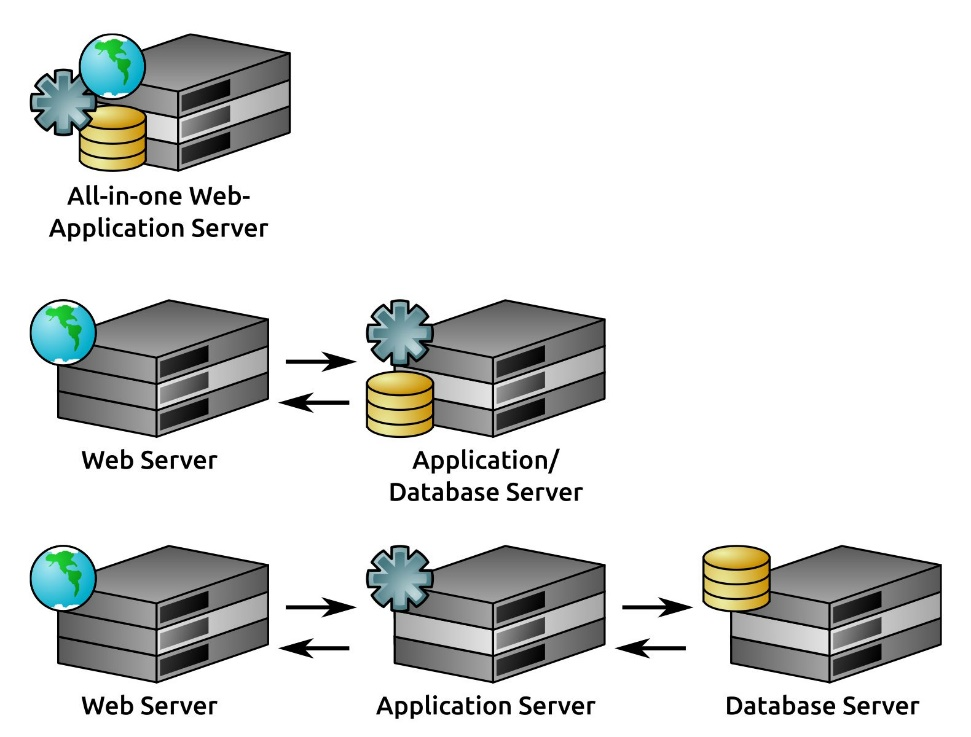 All-in-one Web-
Application Server
Web Server
Application/
Database Server
Web Server
Application Server
Database Server